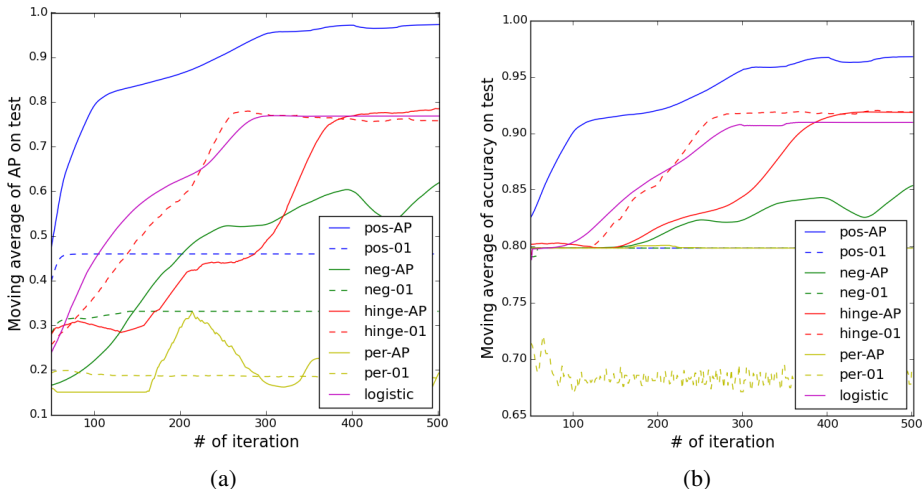 1.0
0.9
0.8
0.7
0.6
0.5
0.4
0.3
0.2
0.1
Moving average of AP on test
100 200 300 400 500
# of iteration
pos-AP
pos-01
neg-AP
neg-01
hinge-AP
hinge-01
per-AP
per-01
logistic
(a)
1.00
0.95
0.90
0.85
0.80
0.75
0.70
0.65
Moving average of accuracy on test
100 200 300 400 500
# of iteration
pos-AP
pos-01
neg-AP
neg-01
hinge-AP
hinge-01
per-AP
per-01
logistic
(b)